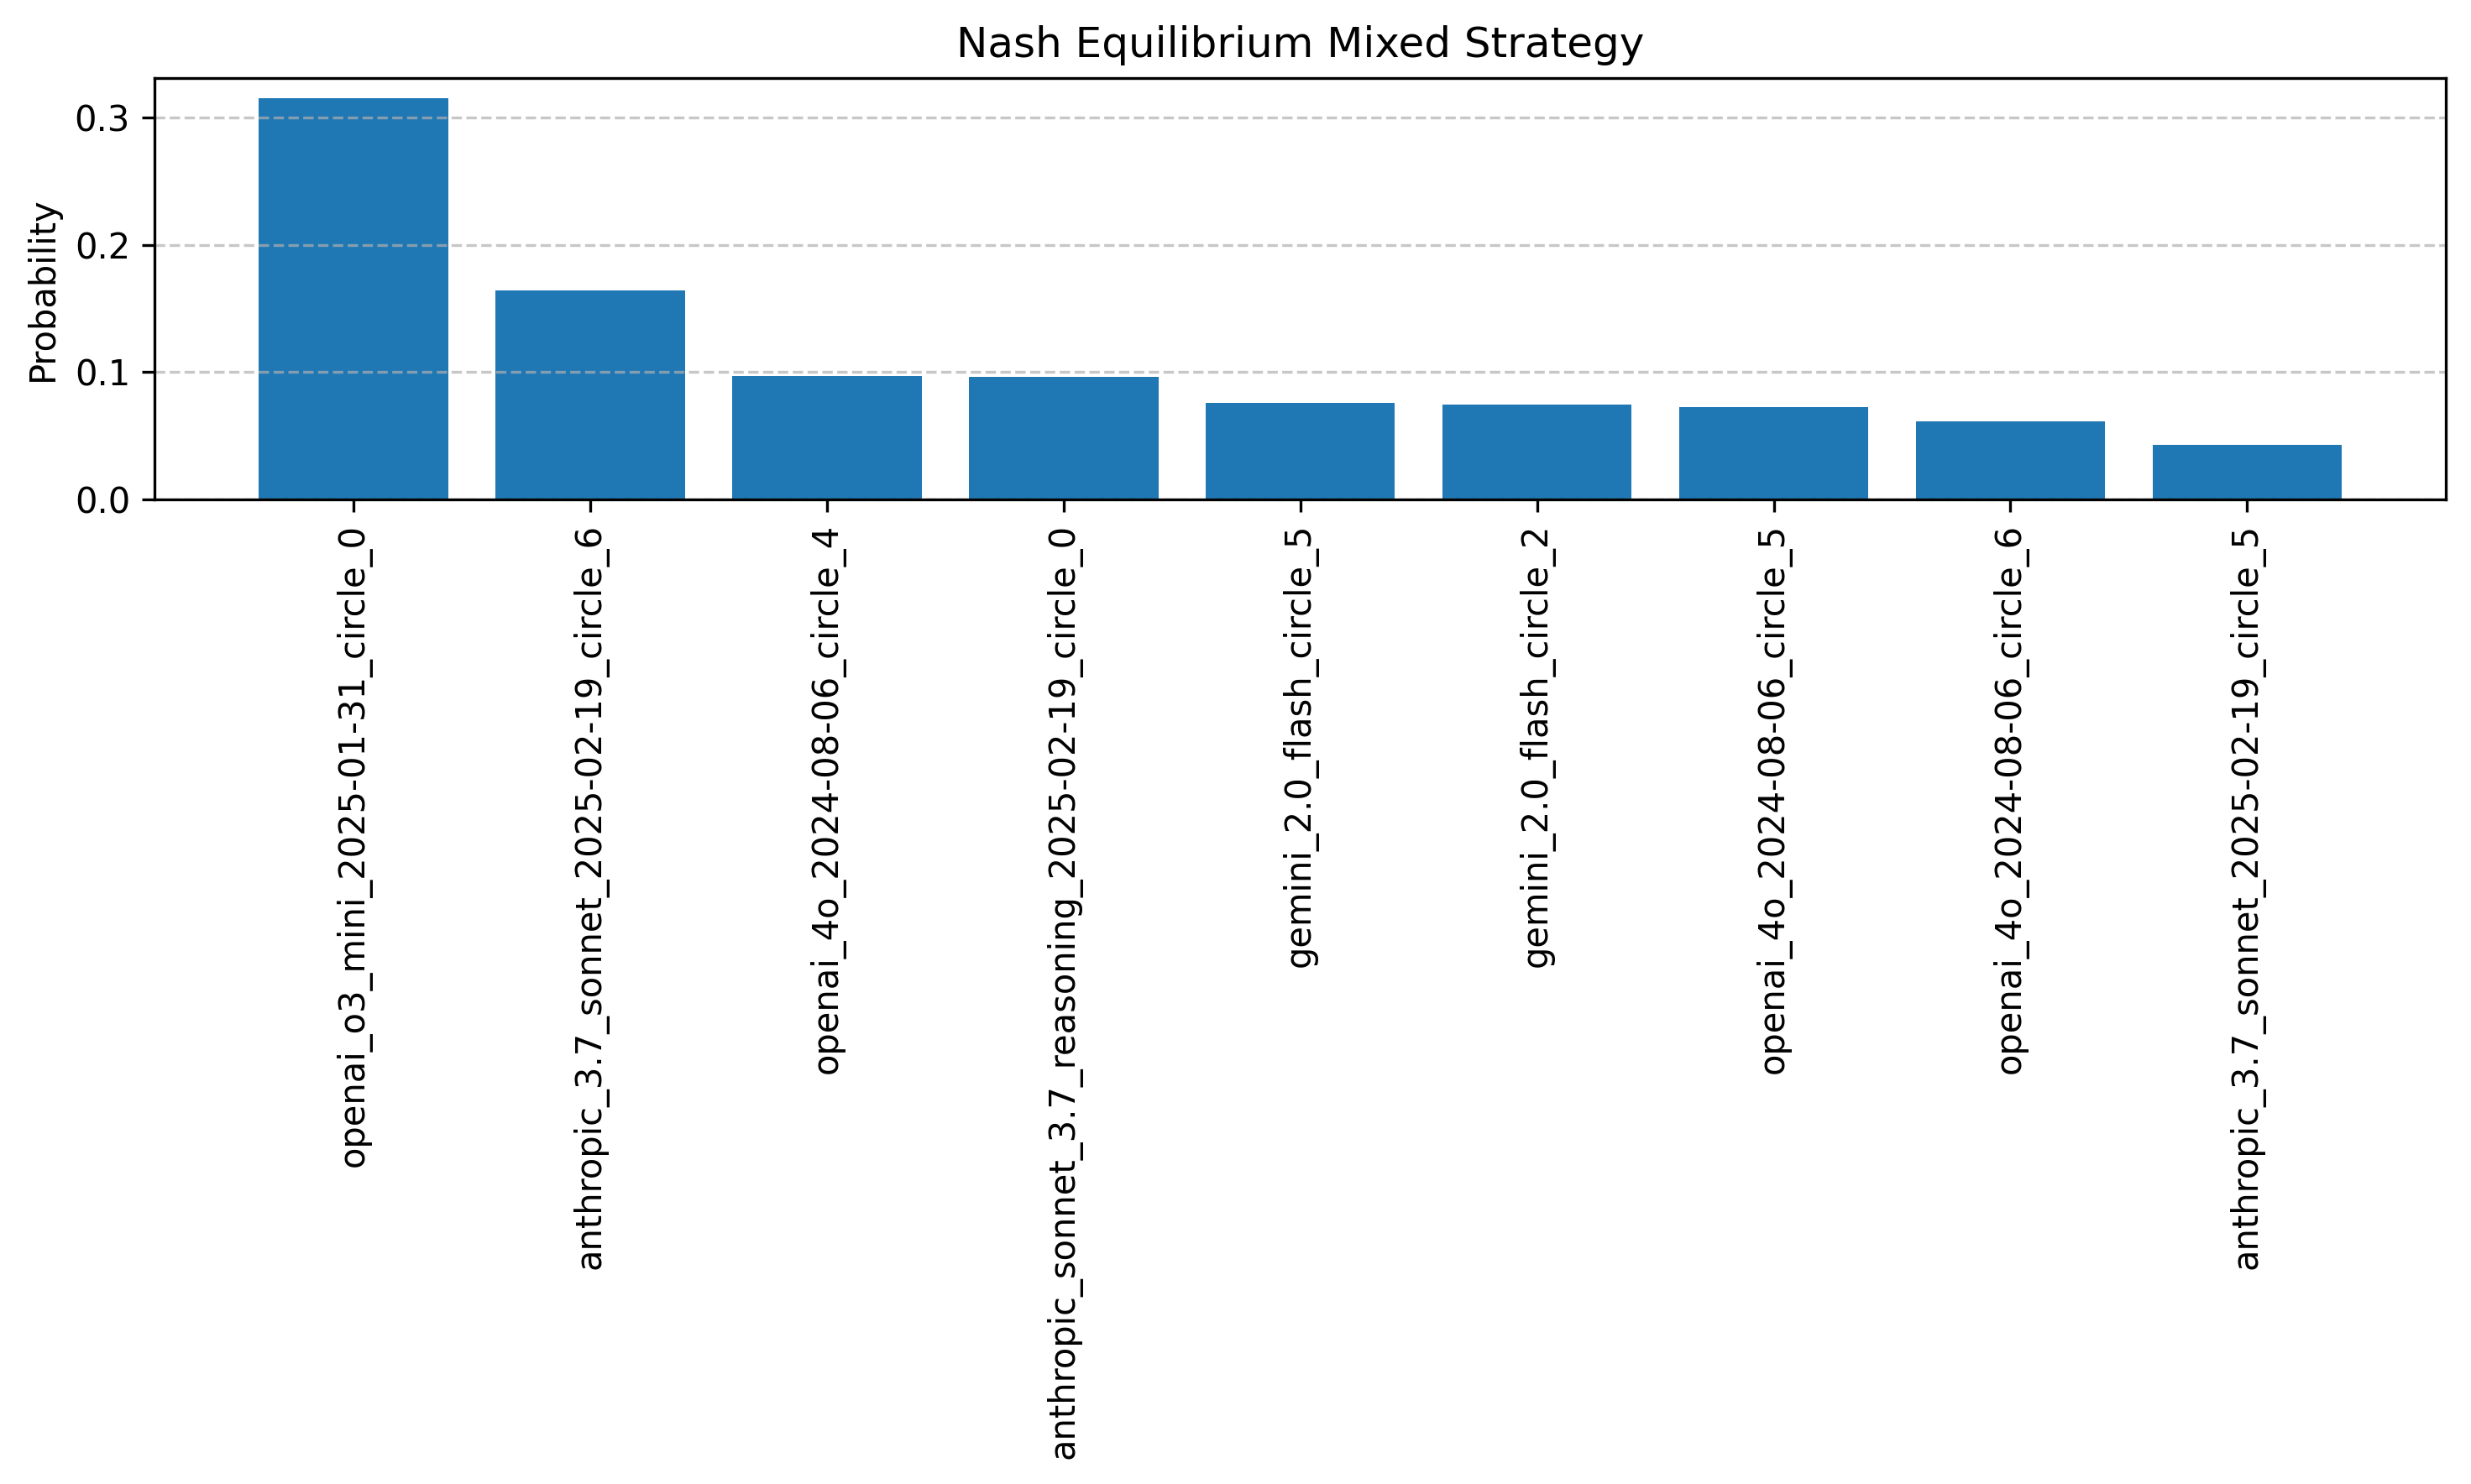 Nash Equilibrium Mixed Strategy
Probability
0.3
0.2
0.1
0.0
openai_o3_mini_2025-01-31_circle_0
anthropic_3.7_sonnet_2025-02-19_circle_6
openai_4o_2024-08-06_circle_4
anthropic_sonnet_3.7_reasoning_2025-02-19_circle_0
gemini_2.0_flash_circle_5
gemini_2.0_flash_circle_2
openai_4o_2024-08-06_circle_5
openai_4o_2024-08-06_circle_6
anthropic_3.7_sonnet_2025-02-19_circle_5